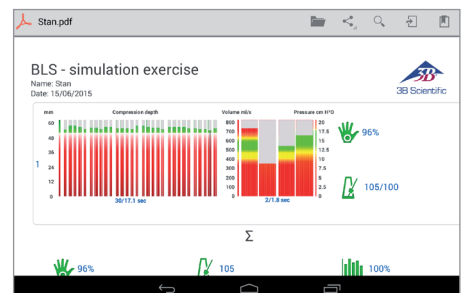 Stan.pdf
BLS - simulation exercise
Name: Stan
Date: 15/06/2015
3B Scientific
mm Compression depth Volume ml/s Pressure cm H²O
60
48
36
24
12
1
30/17.1 sec
800
700
600
500
400
300
200
100
0
20
17.5
15
12.5
10
7.5
5
2.5
0
2/1.8 sec
96%
105/100
Σ
96% 105 100%